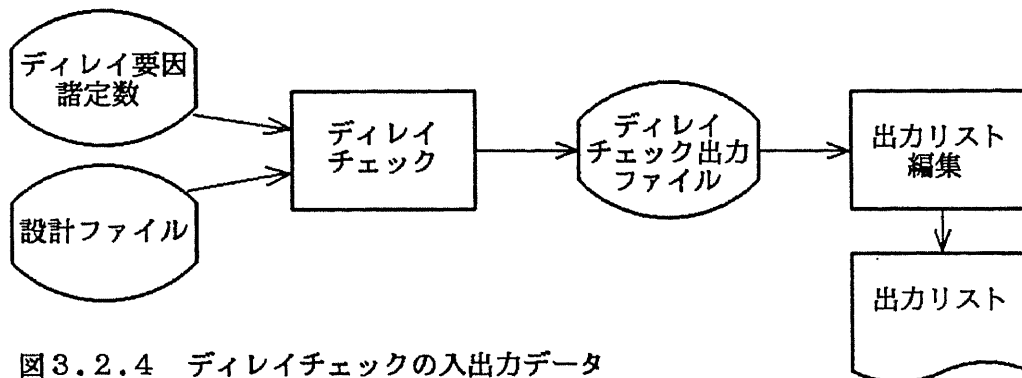 ディレイ要因
諸定数
設計ファイル
ディレイ
チェック
ディレイ
チェック出力
ファイル
出力リスト
編集
出力リスト
図3.2.4 ディレイチェックの入出力データ